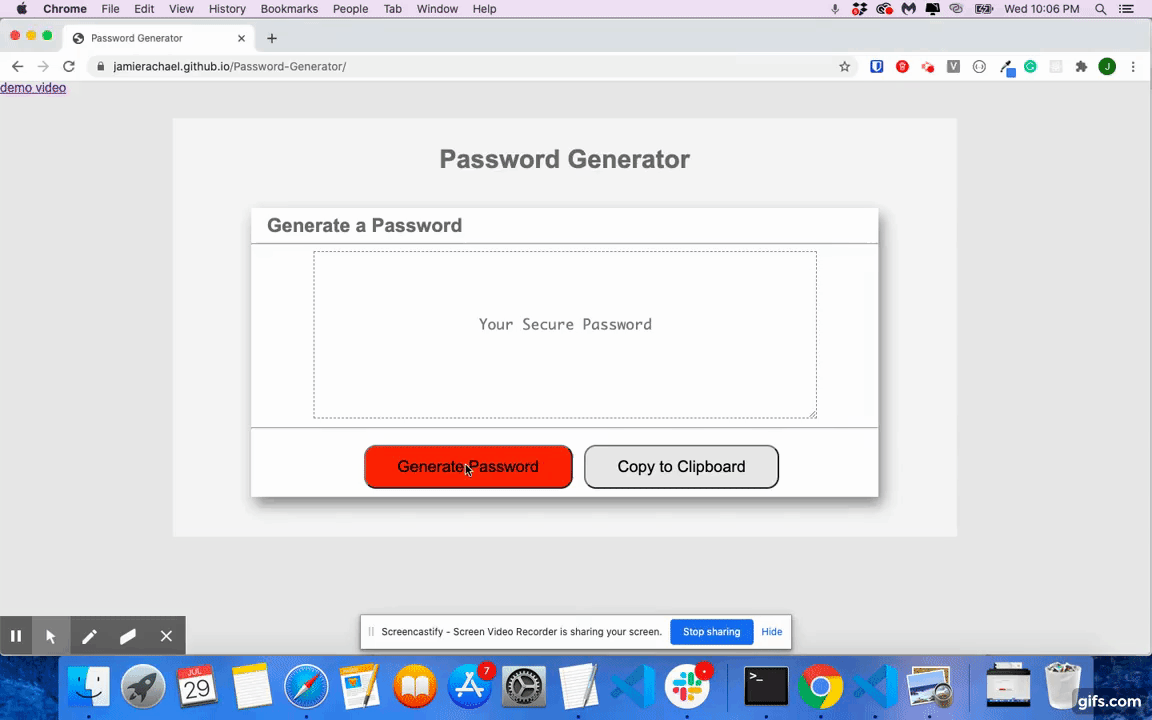 Chrome File Edit View History Bookmarks People Tab Window Help Wed 10:06 PM
Password Generator
jamierachael.github.io/Password-Generator/
V
J
demo video
Password Generator
Generate a Password
Your Secure Password
Generate Password Copy to Clipboard
Screencastify - Screen Video Recorder is sharing your screen. Stop sharing Hide
JUL
29
7
>_
gifs.com